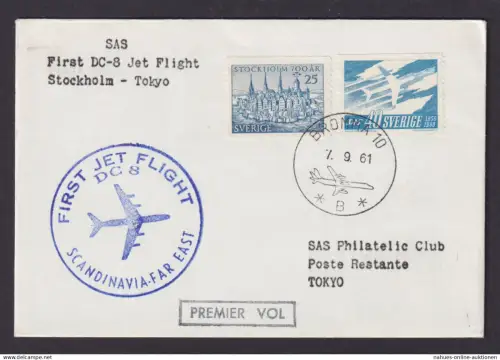 SAS
First DC-8 Jet Flight
Stockholm - Tokyo
STOCKHOLM 700 ÅR
25
SVERIGE
40 SVERIGE
BROMMA 10
7. 9. 61
* B *
FIRST JET FLIGHT
DC 8
SCANDINAVIA-FAR EAST
SAS Philatelic Club
Poste Restante
TOKYO
PREMIER VOL